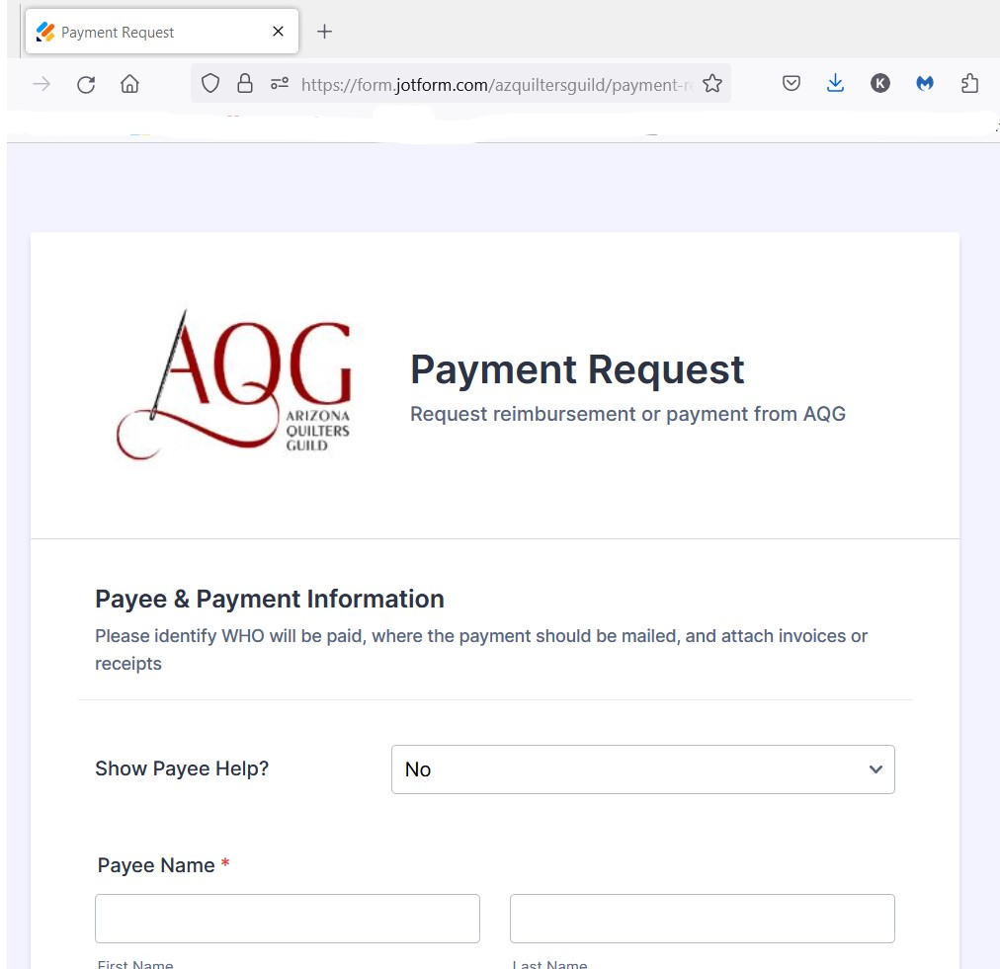 Payment Request
https://form.jotform.com/azquiltersguild/payment-r
K
AQG
ARIZONA
QUILTERS
GUILD
Payment Request
Request reimbursement or payment from AQG
Payee & Payment Information
Please identify WHO will be paid, where the payment should be mailed, and attach invoices or
receipts
Show Payee Help?
No
Payee Name *
First Name
Last Name